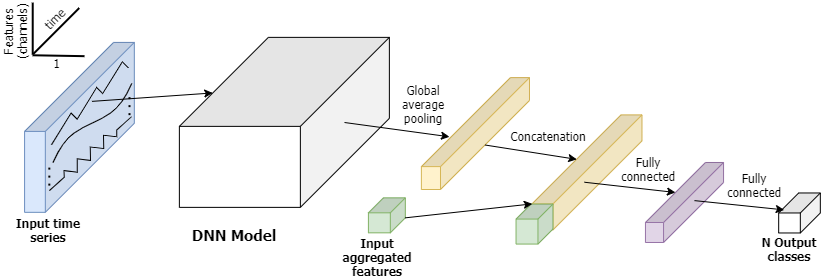 Features
(channels)
time
1
Input time
series
DNN Model
Global
average
pooling
Concatenation
Input
aggregated
features
Fully
connected
Fully
connected
N Output
classes